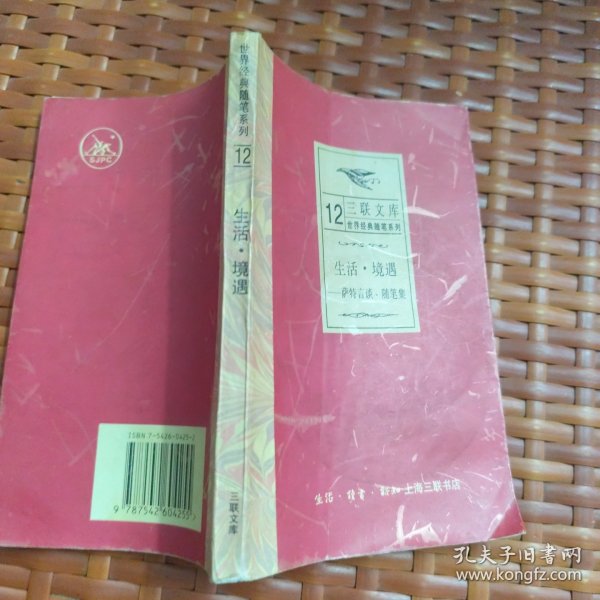 SJPC
ISBN 7-5426-0425-2
9 787542 604255
世界经典随笔系列
12
生活·境遇
三联文库
12
三联文库
世界经典随笔系列
生活·境遇
——萨特言谈、随笔集
生活·读书·新知 上海三联书店
孔夫子旧书网
www.kongfz.com